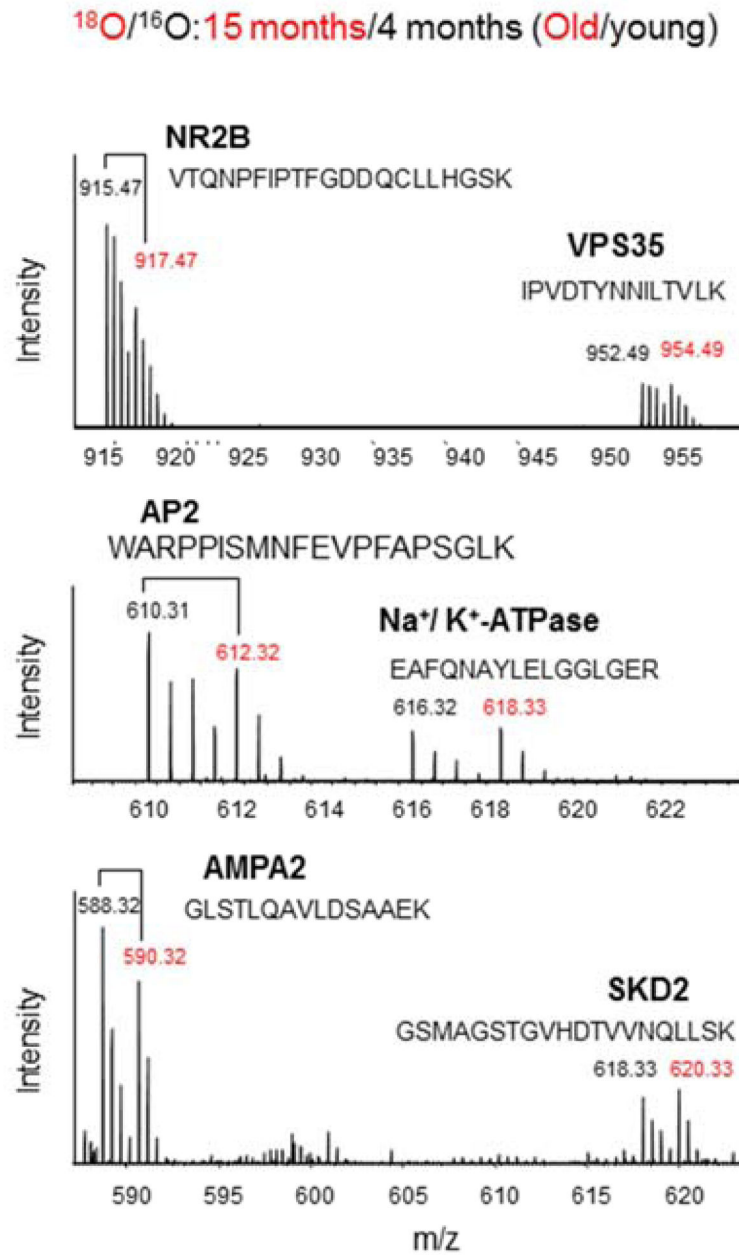 ¹⁸O/¹⁶O: 15 months/4 months (Old/young)
NR2B
VTQNPFIPTFGDDQCLLHGSK
915.47
917.47
VPS35
IPVDTYNNILTVLK
952.49 954.49
Intensity
915 920 925 930 935 940 945 950 955
AP2
WARPPISMNFEVPFAPSGLK
610.31
612.32
Na⁺/ K⁺-ATPase
EAFQNAYLELGGLGER
616.32 618.33
Intensity
610 612 614 616 618 620 622
AMPA2
GLSTLQAVLDSAAEK
588.32
590.32
SKD2
GSMAGSTGVHDTVVNQLLSK
618.33 620.33
Intensity
590 595 600 605 610 615 620
m/z